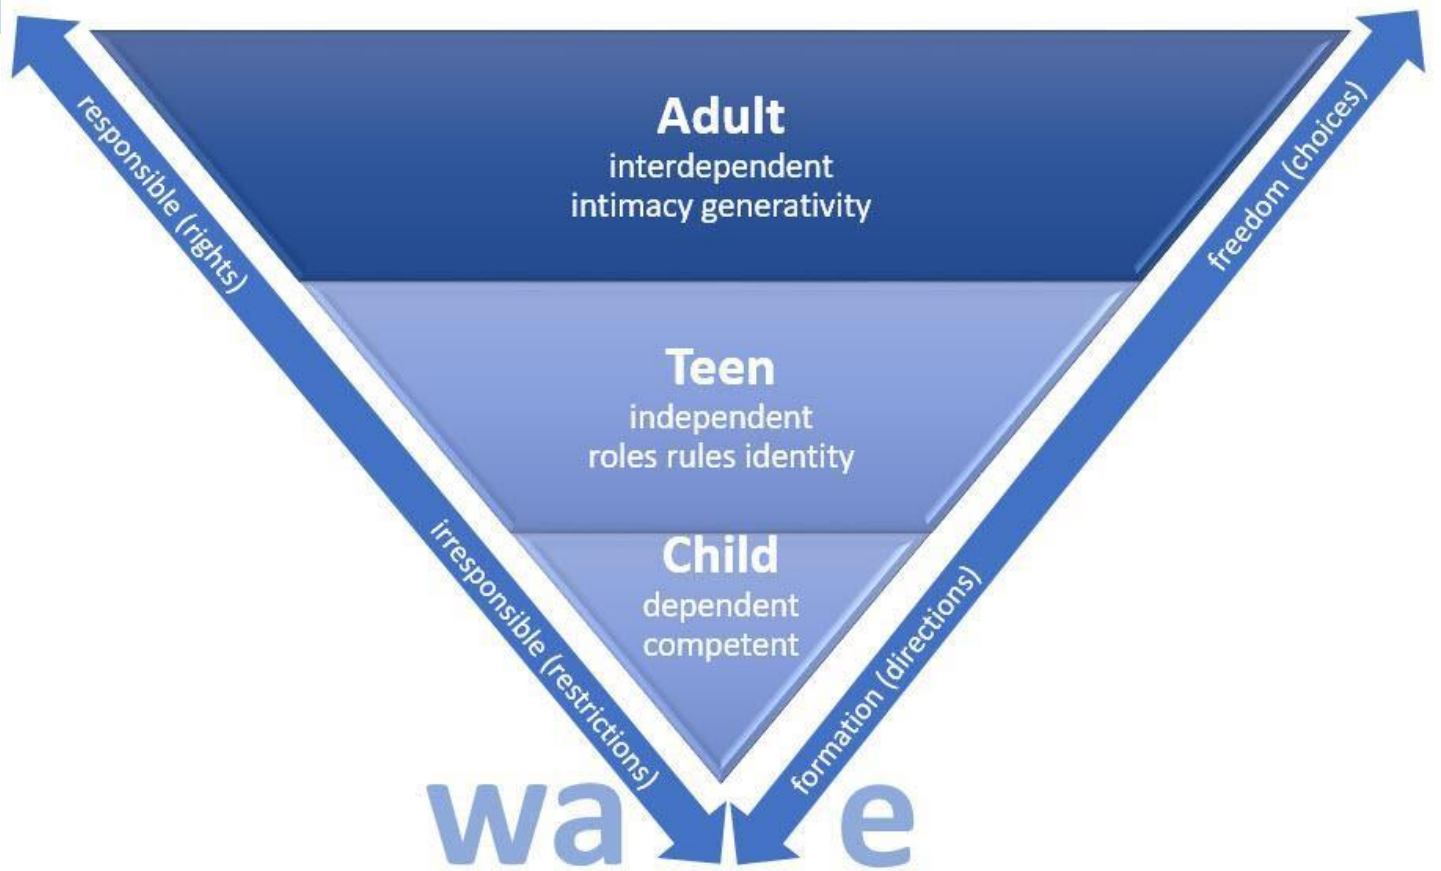 Adult
interdependent
intimacy generativity
Teen
independent
roles rules identity
Child
dependent
competent
responsible (rights)
irresponsible (restrictions)
freedom (choices)
formation (directions)
wa e